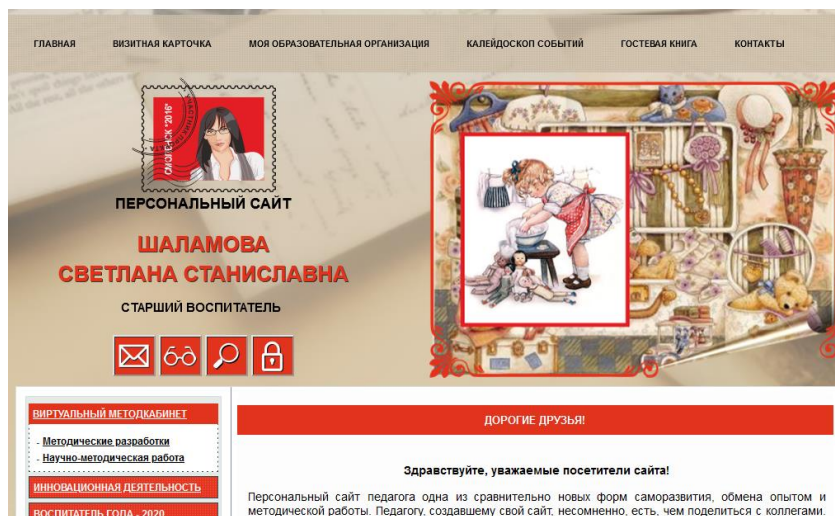 ГЛАВНАЯ ВИЗИТНАЯ КАРТОЧКА МОЯ ОБРАЗОВАТЕЛЬНАЯ ОРГАНИЗАЦИЯ КАЛЕЙДОСКОП СОБЫТИЙ ГОСТЕВАЯ КНИГА КОНТАКТЫ
СМОЛЕНСК "2016"
ПЕРСОНАЛЬНЫЙ САЙТ
ШАЛАМОВА
СВЕТЛАНА СТАНИСЛАВНА
СТАРШИЙ ВОСПИТАТЕЛЬ
ВИРТУАЛЬНЫЙ МЕТОДКАБИНЕТ
- Методические разработки
- Научно-методическая работа
ИННОВАЦИОННАЯ ДЕЯТЕЛЬНОСТЬ
ВОСПИТАТЕЛЬ ГОДА - 2020
ДОРОГИЕ ДРУЗЬЯ!
Здравствуйте, уважаемые посетители сайта!
Персональный сайт педагога одна из сравнительно новых форм саморазвития, обмена опытом и
методической работы. Педагогу, создавшему свой сайт, несомненно, есть, чем поделиться с коллегами.